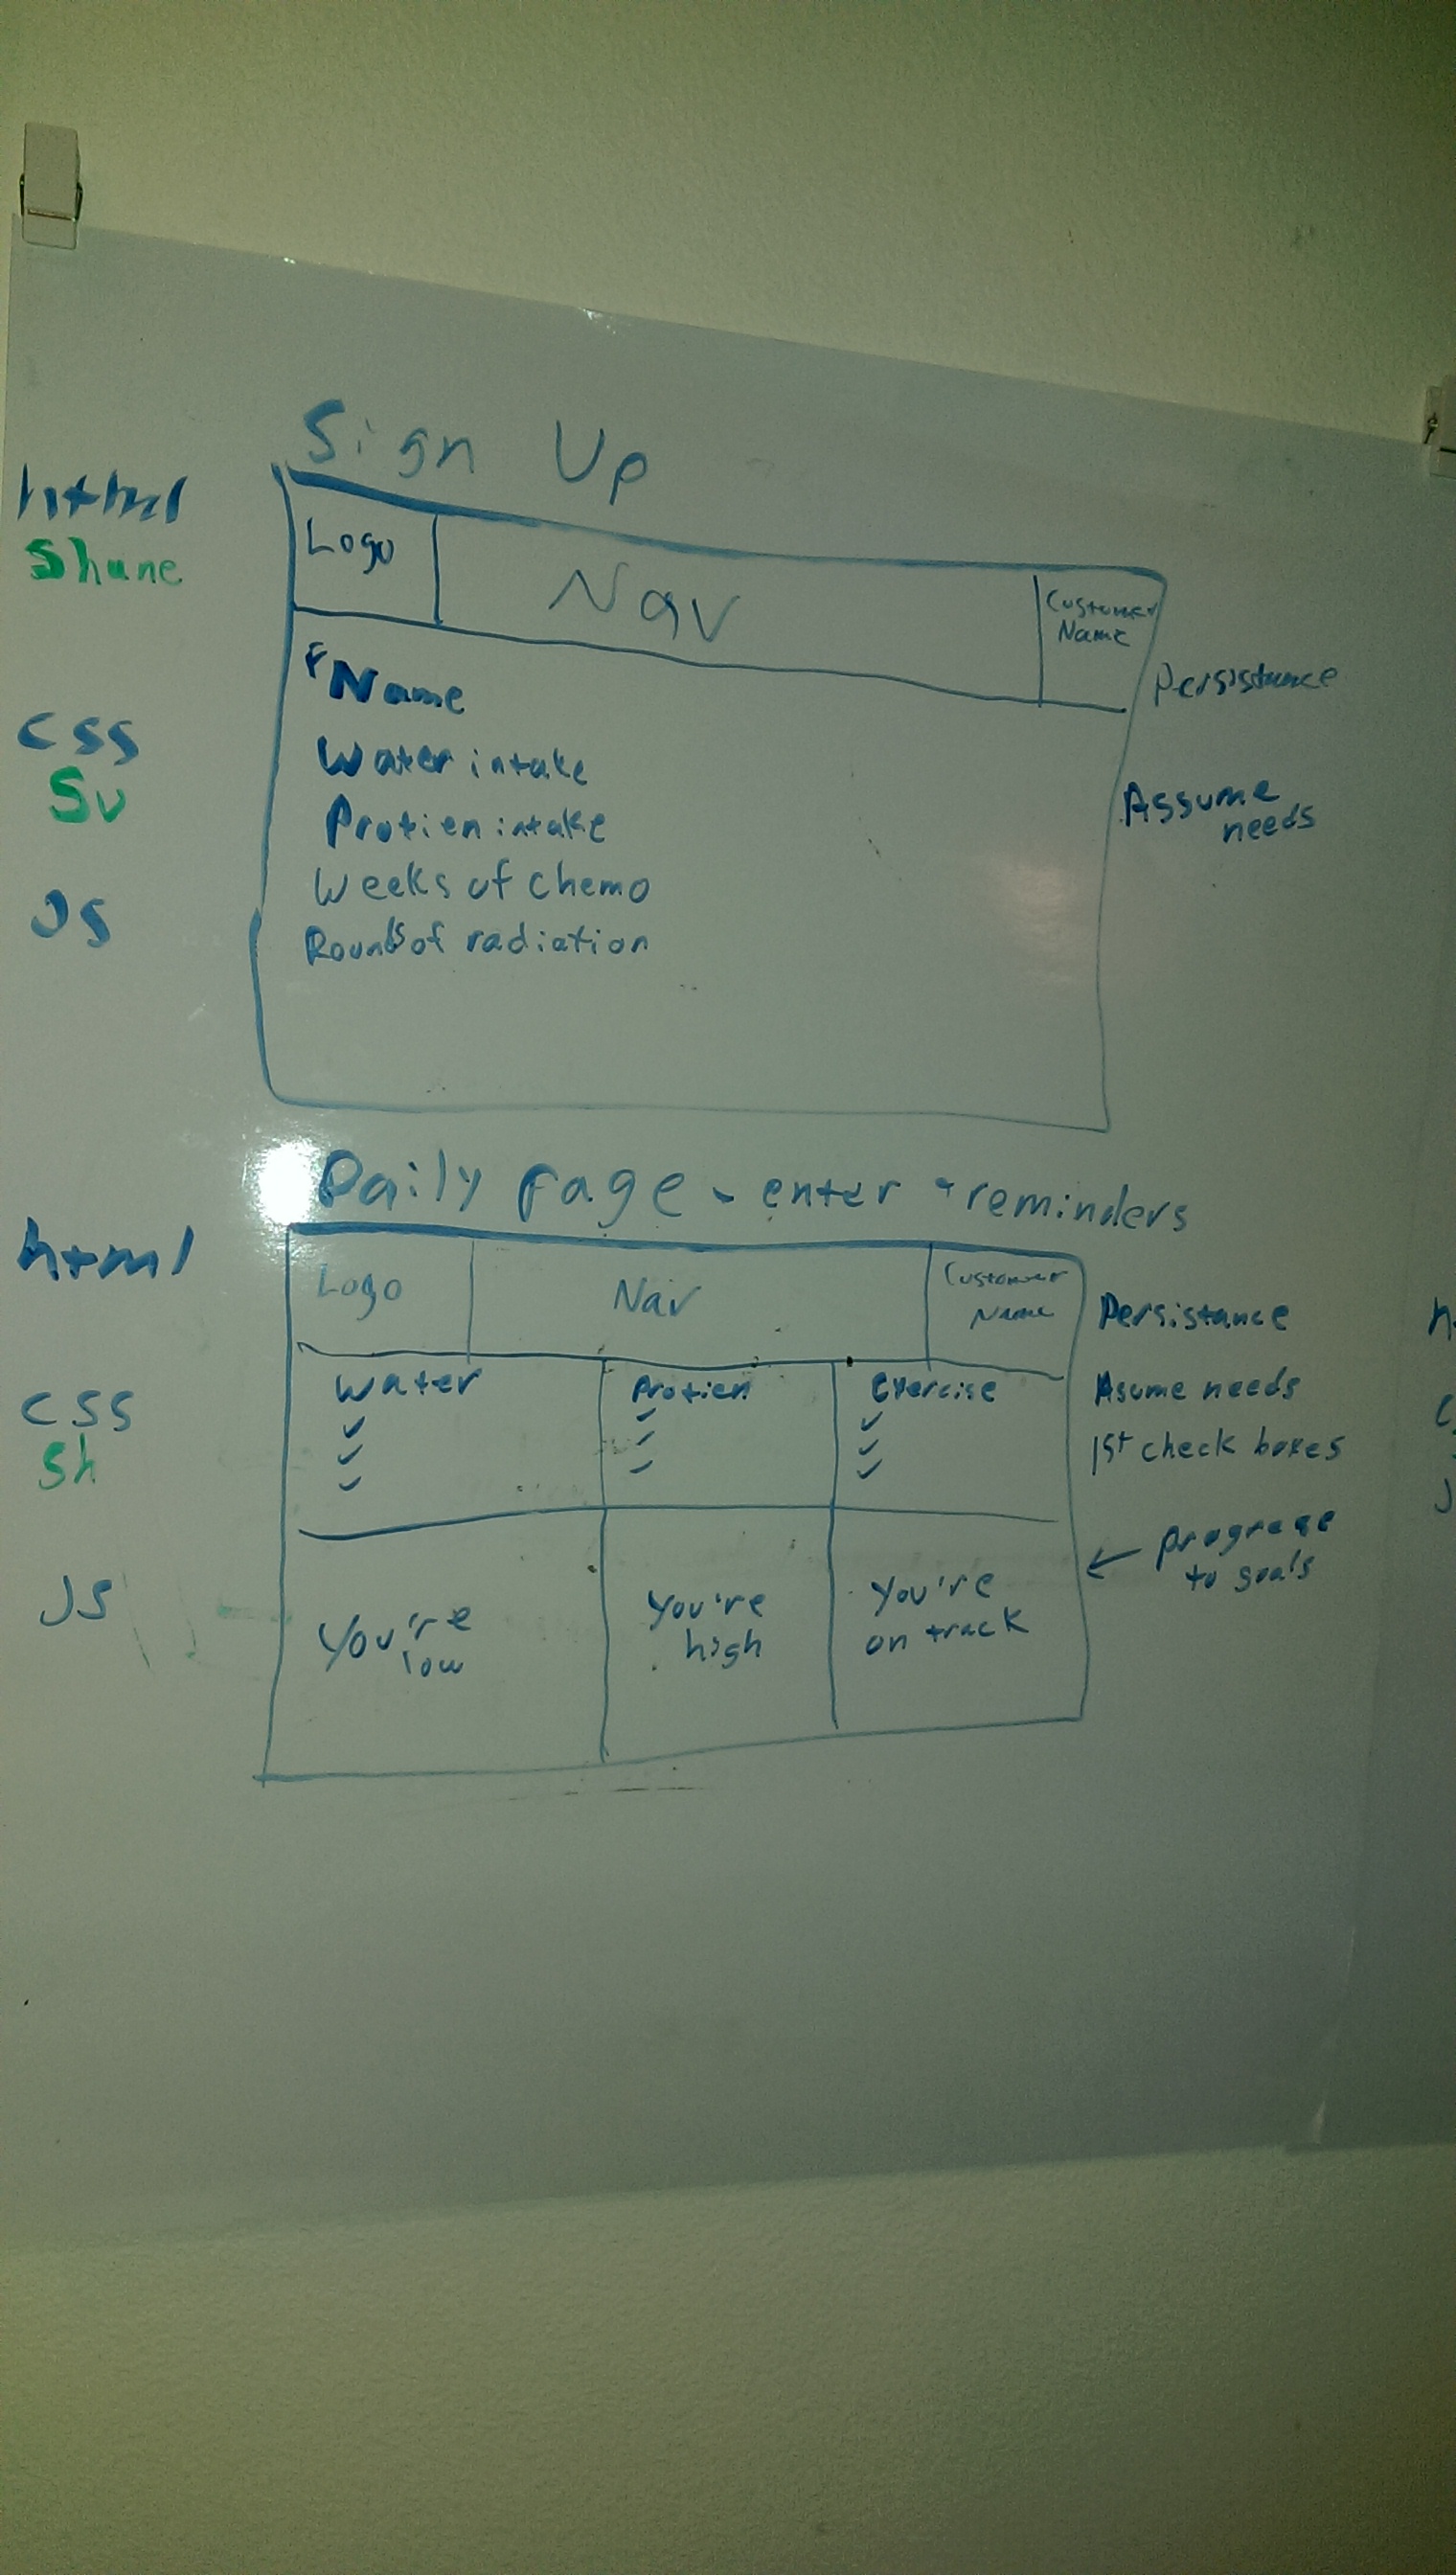 Sign Up
html
Shane
Logo
Nav
Customer
Name
Name
Persistance
css
Su
Water intake
Protien intake
Assume
needs
Weeks of chemo
JS
Rounds of radiation
Daily Page - enter + reminders
html
Logo
Nav
Customer
Name
Persistance
css
Sh
Water
Protien
Exercise
Asume needs
1st check boxes
JS
You're
low
You're
high
You're
on track
to goals